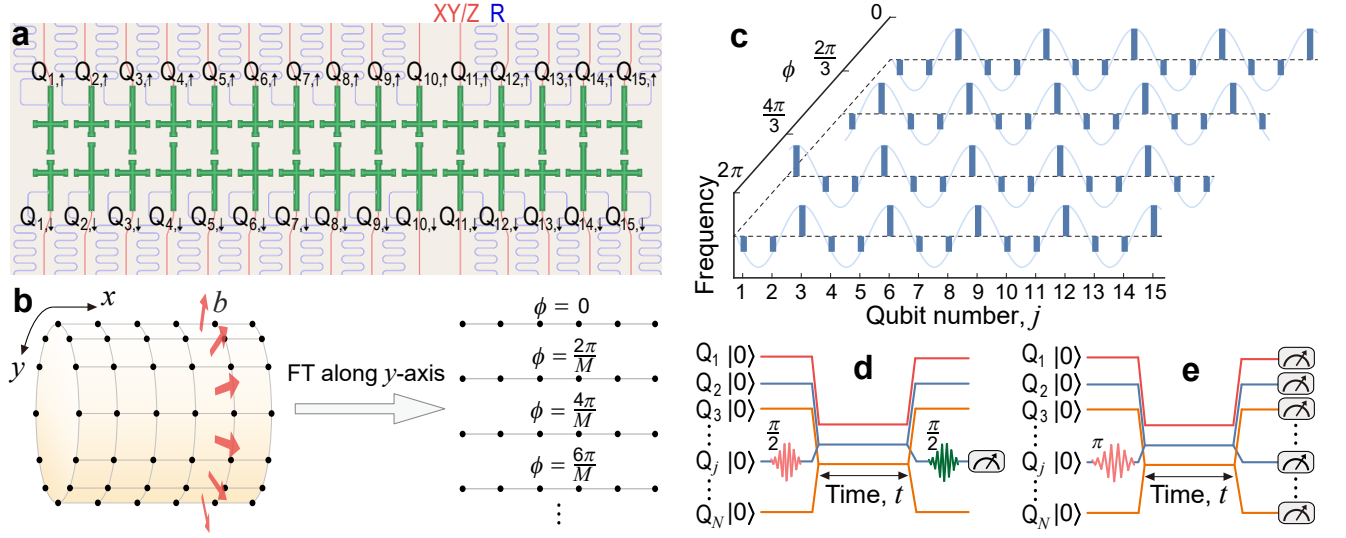 XY/Z R
a
Q1,↑ Q2,↑ Q3,↑ Q4,↑ Q5,↑ Q6,↑ Q7,↑ Q8,↑ Q9,↑ Q10,↑ Q11,↑ Q12,↑ Q13,↑ Q14,↑ Q15,↑
Q1,↓ Q2,↓ Q3,↓ Q4,↓ Q5,↓ Q6,↓ Q7,↓ Q8,↓ Q9,↓ Q10,↓ Q11,↓ Q12,↓ Q13,↓ Q14,↓ Q15,↓
b
x
y
b
FT along y-axis
ϕ = 0
ϕ = 2π/M
ϕ = 4π/M
ϕ = 6π/M
⋮
c
0
2π/3
ϕ
4π/3
2π
Frequency
1 2 3 4 5 6 7 8 9 10 11 12 13 14 15
Qubit number, j
d
Q1 |0⟩
Q2 |0⟩
Q3 |0⟩
π/2 π/2
Qj |0⟩
Time, t
QN |0⟩
e
Q1 |0⟩
Q2 |0⟩
Q3 |0⟩
π
Qj |0⟩
Time, t
QN |0⟩